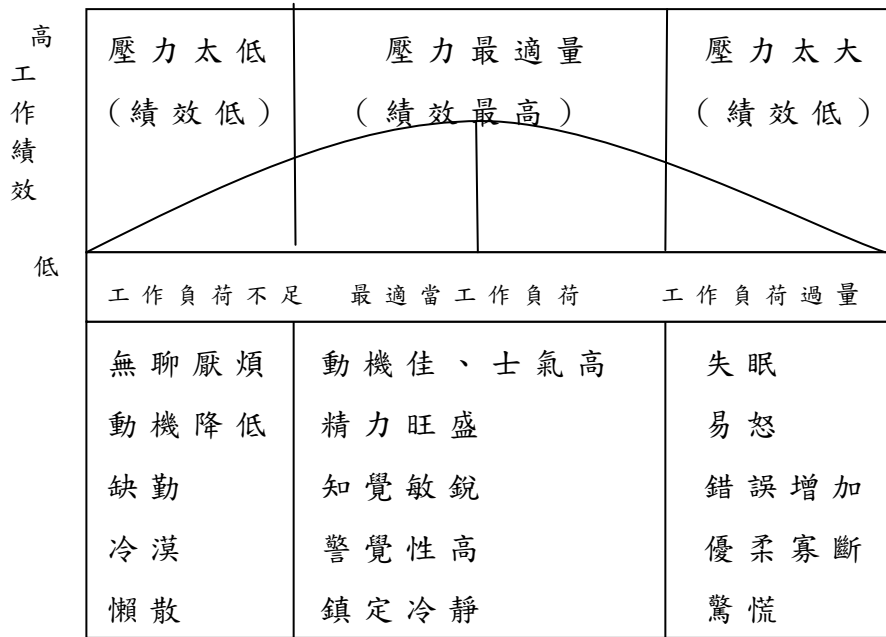 高
工作績效
低
壓力太低 壓力最適量 壓力太大
（績效低） （績效最高） （績效低）
工作負荷不足 最適當工作負荷 工作負荷過量
無聊厭煩 動機佳、士氣高 失眠
動機降低 精力旺盛 易怒
缺勤 知覺敏銳 錯誤增加
冷漠 警覺性高 優柔寡斷
懶散 鎮定冷靜 驚慌